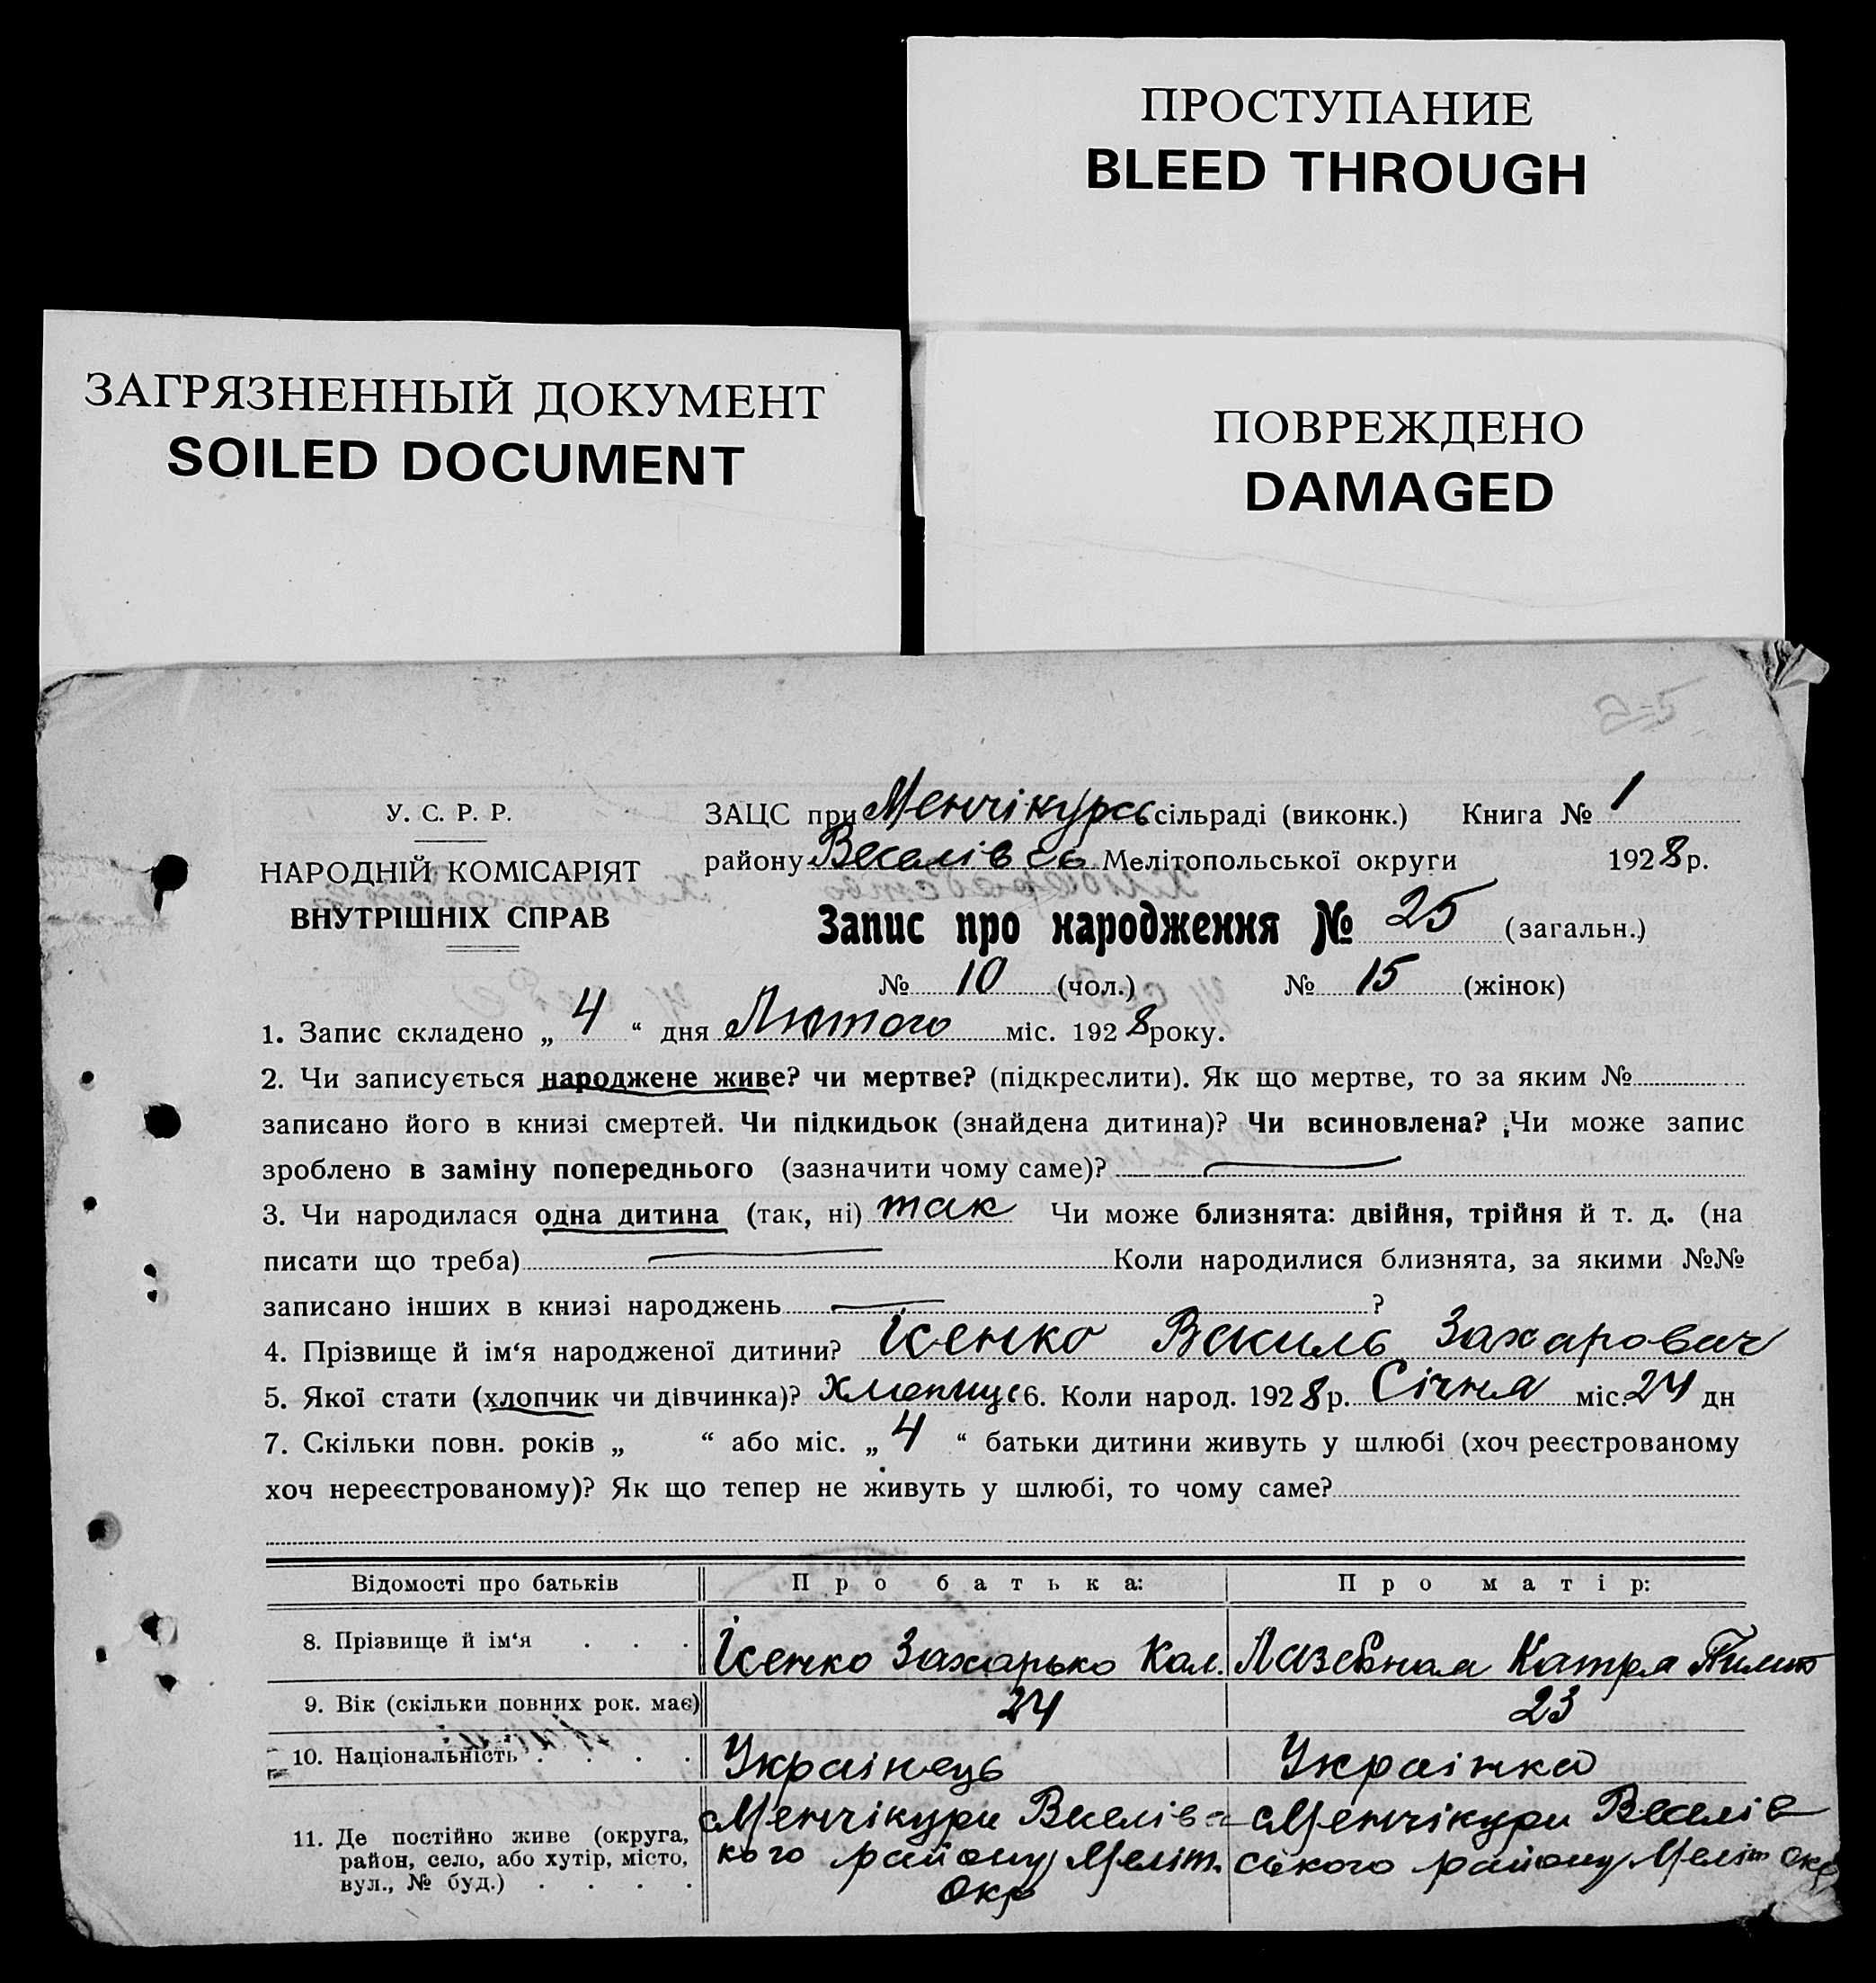 ПРОСТУПАНИЕ
BLEED THROUGH
ЗАГРЯЗНЕННЫЙ ДОКУМЕНТ
SOILED DOCUMENT
ПОВРЕЖДЕНО
DAMAGED
У. С. Р. Р.
НАРОДНІЙ КОМІСАРІЯТ
ВНУТРІШНІХ СПРАВ
ЗАЦС при Менчікурсь сільраді (виконк.) Книга № 1
району Веселівсь Мелітопольської округи 1928 р.
Запис про народження № 25 (загальн.)
№ 10 (чол.) № 15 (жінок)
1. Запис складено „ 4 “ дня Лютого міс. 1928 року.
2. Чи записується народжене живе? чи мертве? (підкреслити). Як що мертве, то за яким №
записано його в книзі смертей. Чи підкидьок (знайдена дитина)? Чи всиновлена? Чи може запис
зроблено в заміну попереднього (зазначити чому саме)?
3. Чи народилася одна дитина (так, ні) так Чи може близнята: двійня, трійня й т. д. (на
писати що треба) Коли народилися близнята, за якими №№
записано інших в книзі народжень ?
4. Прізвище й ім‘я народженої дитини? Ісенко Василь Захарович
5. Якої стати (хлопчик чи дівчинка)? Хлопиць 6. Коли народ. 1928 р. Січня міс. 24 дн
7. Скільки повн. років „ “ або міс. „ 4 “ батьки дитини живуть у шлюбі (хоч реєстрованому
хоч нереєстрованому)? Як що тепер не живуть у шлюбі, то чому саме?
Відомості про батьків Про батька: Про матір:
8. Прізвище й ім‘я . . . Ісенко Захарько Кал. Лазебная Катря Пилип
9. Вік (скільки повних рок. має) 24 23
10. Національність . . . . Українець Українка
11. Де постійно живе (округа, район, село, або хутір, місто, вул., № буд.) . . . .
с Менчікури Веселівс
кого району Меліт.
Окр
с Менчікури Веселів
ського району Меліт Окр